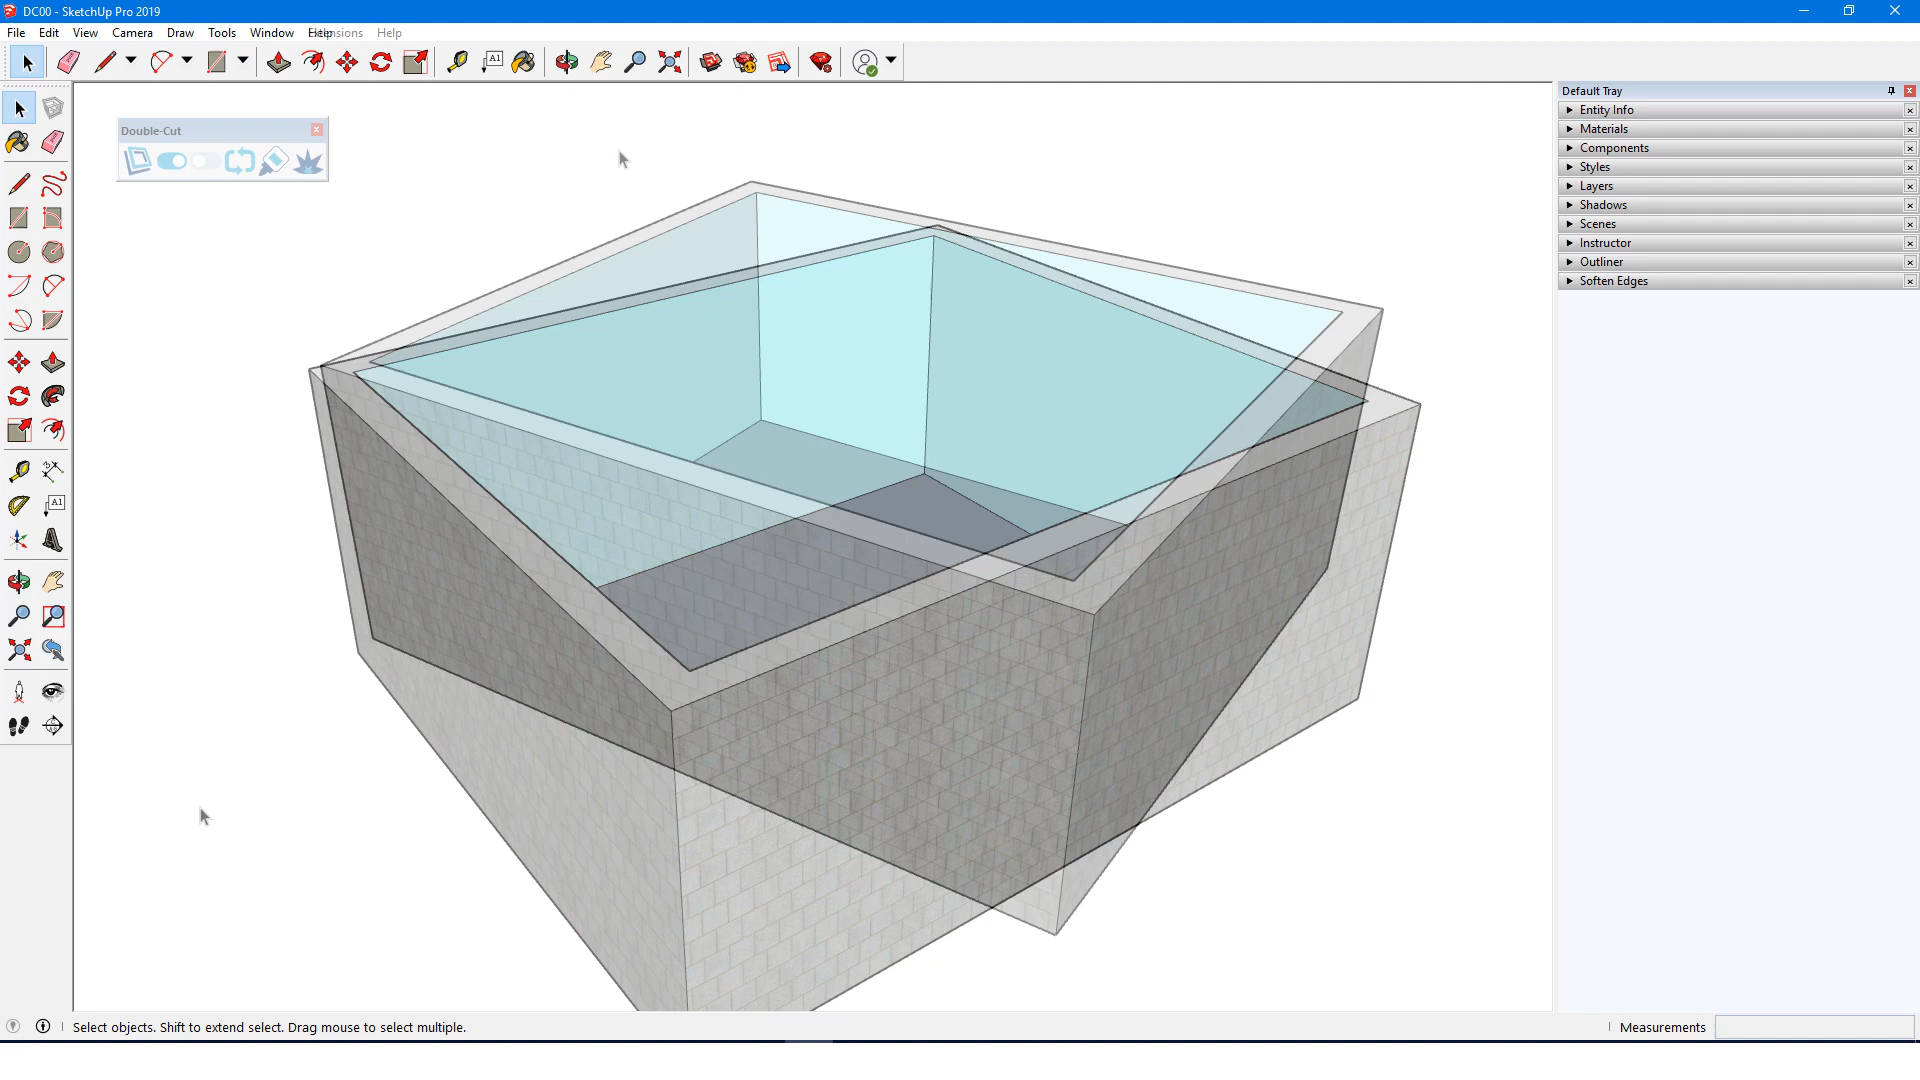 DC00 - SketchUp Pro 2019
File Edit View Camera Draw Tools Window Help
Help
Default Tray
Entity Info
Double-Cut
Materials
Components
Styles
Layers
Shadows
Scenes
Instructor
Outliner
Soften Edges
Select objects. Shift to extend select. Drag mouse to select multiple.
Measurements